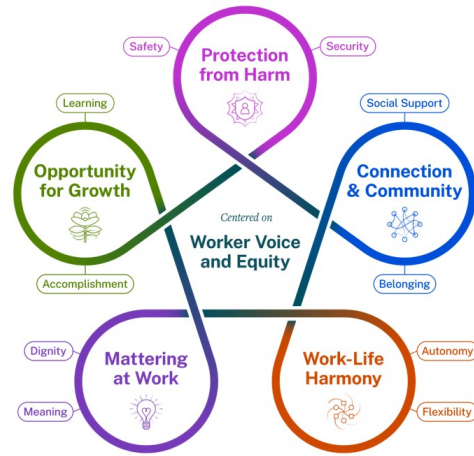 Safety
Protection
from Harm
Security
Learning
Opportunity
for Growth
Accomplishment
Social Support
Connection
& Community
Belonging
Centered on
Worker Voice
and Equity
Dignity
Mattering
at Work
Meaning
Work-Life
Harmony
Autonomy
Flexibility